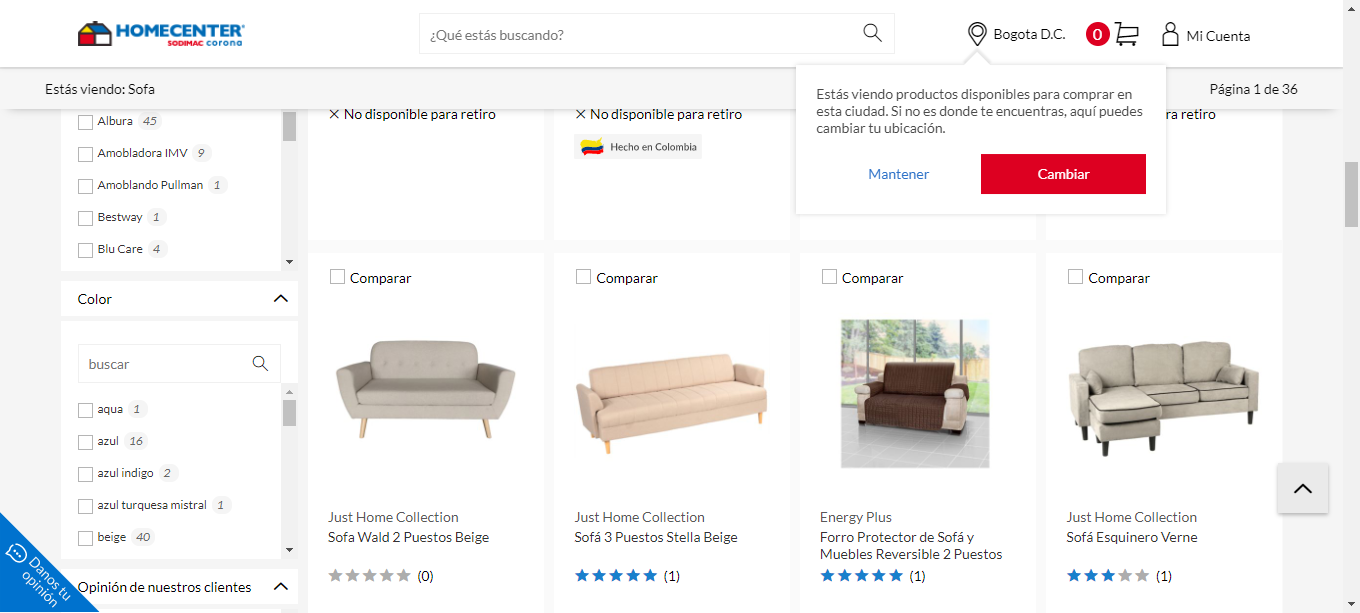 HOMECENTER
SODIMAC corona
¿Qué estás buscando?
Bogota D.C.
0
Mi Cuenta
Estás viendo: Sofa
Página 1 de 36
Estás viendo productos disponibles para comprar en
esta ciudad. Si no es donde te encuentras, aquí puedes
cambiar tu ubicación.
Mantener
Cambiar
Albura 45
Amobladora IMV 9
Amoblando Pullman 1
Bestway 1
Blu Care 4
No disponible para retiro
No disponible para retiro
Hecho en Colombia
ra retiro
Color
buscar
aqua 1
azul 16
azul indigo 2
azul turquesa mistral 1
beige 40
Opinión de nuestros clientes
Danos tu
opinión
Comparar
Just Home Collection
Sofa Wald 2 Puestos Beige
(0)
Comparar
Just Home Collection
Sofá 3 Puestos Stella Beige
(1)
Comparar
Energy Plus
Forro Protector de Sofá y
Muebles Reversible 2 Puestos
(1)
Comparar
Just Home Collection
Sofá Esquinero Verne
(1)